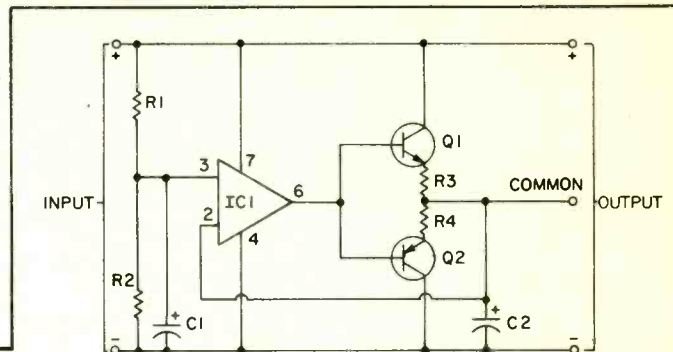 + +
R1
Q1
3 7
R3 COMMON
INPUT IC1 6 OUTPUT
2 4 R4
R2
Q2
+ C1
+ C2
- -